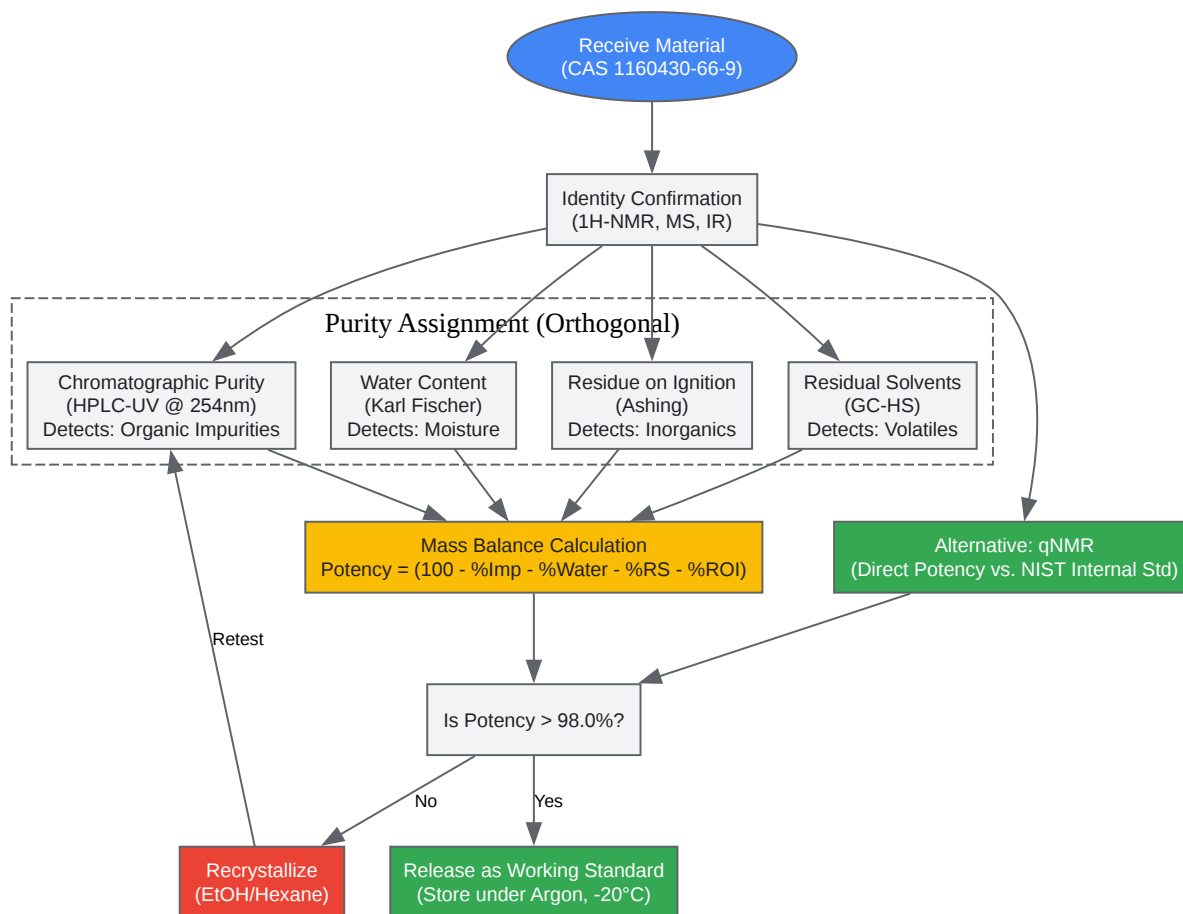 Receive Material
(CAS 1160430-66-9)
Identity Confirmation
(1H-NMR, MS, IR)
Purity Assignment (Orthogonal)
Chromatographic Purity
(HPLC-UV @ 254nm)
Detects: Organic Impurities
Water Content
(Karl Fischer)
Detects: Moisture
Residue on Ignition
(Ashing)
Detects: Inorganics
Residual Solvents
(GC-HS)
Detects: Volatiles
Mass Balance Calculation
Potency = (100 - %Imp - %Water - %RS - %ROI)
Alternative: qNMR
(Direct Potency vs. NIST Internal Std)
Retest
Is Potency > 98.0%?
No
Yes
Recrystallize
(EtOH/Hexane)
Release as Working Standard
(Store under Argon, -20°C)